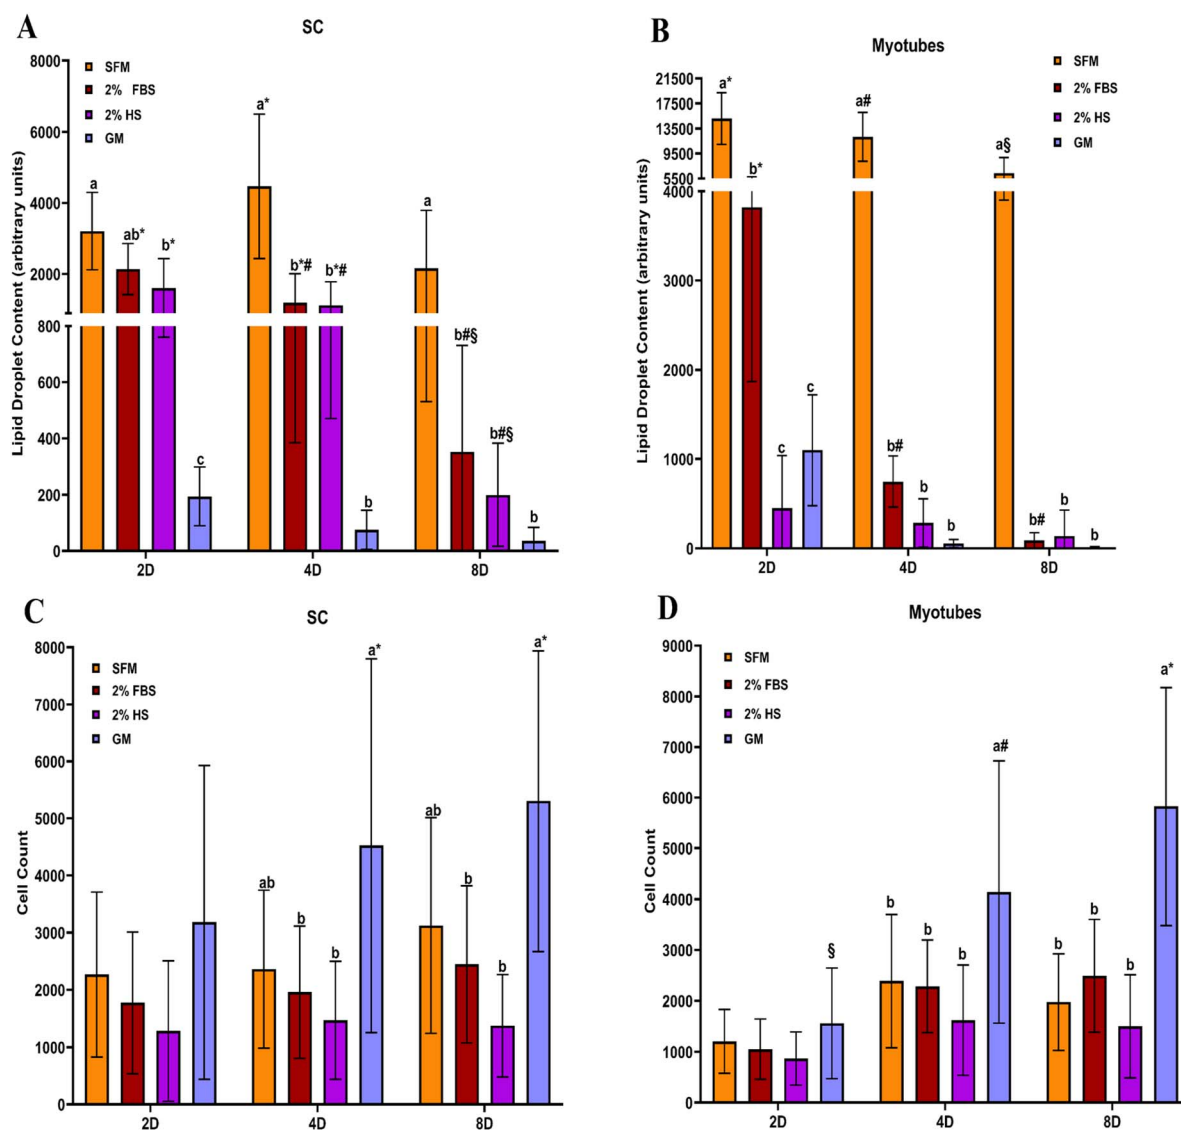 A
SC
SFM
2% FBS
2% HS
GM
Lipid Droplet Content (arbitrary units)
8000
6000
4000
2000
800
600
400
200
0
a
ab*
b*
c
a*
b*#
b*#
b
a
b#§
b#§
b
2D
4D
8D
B
Myotubes
SFM
2% FBS
2% HS
GM
Lipid Droplet Content (arbitrary units)
21500
17500
13500
9500
5500
4000
3000
2000
1000
0
a*
b*
c
c
a#
b#
b
b
a§
b#
b
b
2D
4D
8D
C
SC
SFM
2% FBS
2% HS
GM
Cell Count
8000
7000
6000
5000
4000
3000
2000
1000
0
ab
b
b
a*
ab
b
b
a*
2D
4D
8D
D
Myotubes
SFM
2% FBS
2% HS
GM
Cell Count
9000
8000
7000
6000
5000
4000
3000
2000
1000
0
§
b
b
b
a#
b
b
b
a*
2D
4D
8D